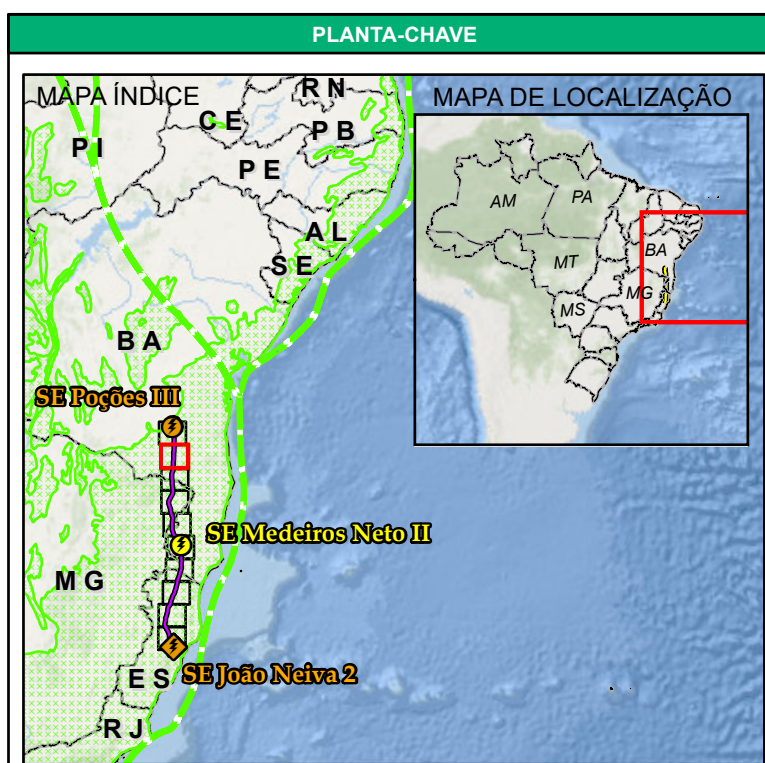 PLANTA-CHAVE
MAPA ÍNDICE
MAPA DE LOCALIZAÇÃO
R N
C E
P B
P I
P E
A L
S E
B A
AM
PA
BA
MT
MG
MS
SE Poções III
SE Medeiros Neto II
M G
SE João Neiva 2
E S
R J